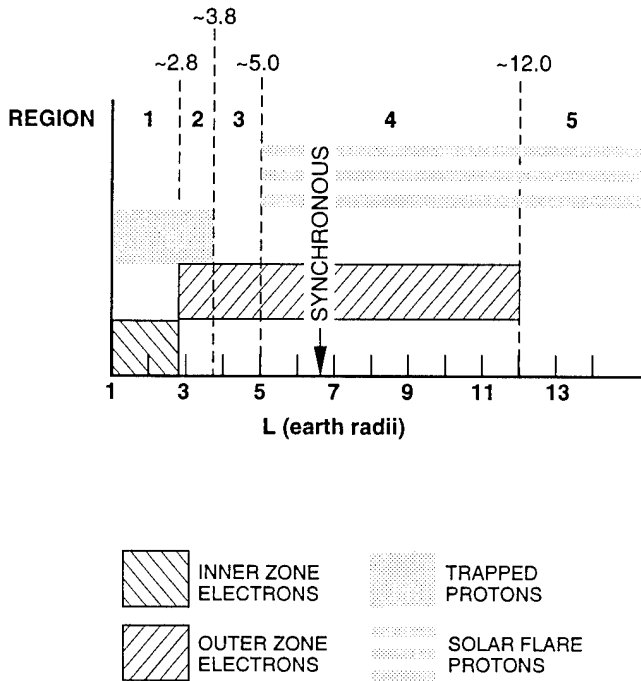 ~3.8
~2.8 ~5.0 ~12.0
REGION 1 2 3 4 5
SYNCHRONOUS
1 3 5 7 9 11 13
L (earth radii)
INNER ZONE
ELECTRONS
TRAPPED
PROTONS
OUTER ZONE
ELECTRONS
SOLAR FLARE
PROTONS